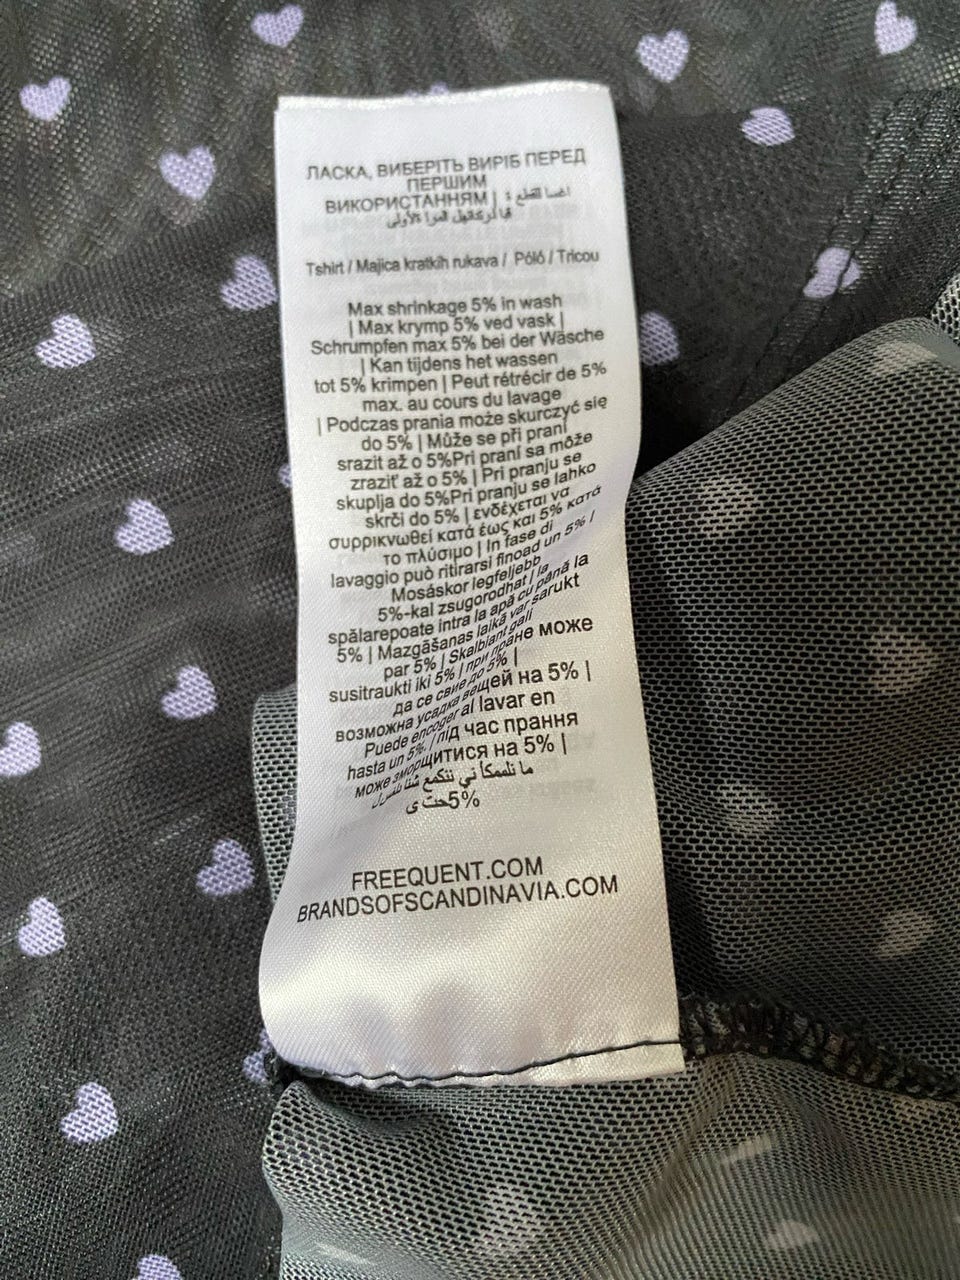 ЛАСКА, ВИБЕРІТЬ ВИРІБ ПЕРЕД
ПЕРШИМ
ВИКОРИСТАННЯМ |
Tshirt / Majica kratkih rukava / Póló / Tricou
Max shrinkage 5% in wash
| Max krymp 5% ved vask |
Schrumpfen max 5% bei der Wäsche
| Kan tijdens het wassen
tot 5% krimpen | Peut rétrécir de 5%
max. au cours du lavage
| Podczas prania może skurczyć się
do 5% | Může se při praní
srazit až o 5%Pri praní sa môže
zraziť až o 5% | Pri pranju se
skuplja do 5%Pri pranju se lahko
skrči do 5% | ενδέχεται να
συρρικνωθεί κατά έως και 5% κατά
το πλύσιμο | In fase di
lavaggio può ritirarsi finoad un 5% |
Mosáskor legfeljebb
5%-kal zsugorodhat | la
spălarepoate intra la apă cu până la
5% | Mazgāšanas laikā var sarukt
par 5% | Skalbiant gali
susitraukti iki 5% | при пране може
да се свие до 5% |
возможна усадка вещей на 5% |
Puede encoger al lavar en
hasta un 5%. / під час прання
може зморщитися на 5% |
حتى 5%
FREEQUENT.COM
BRANDSOFSCANDINAVIA.COM